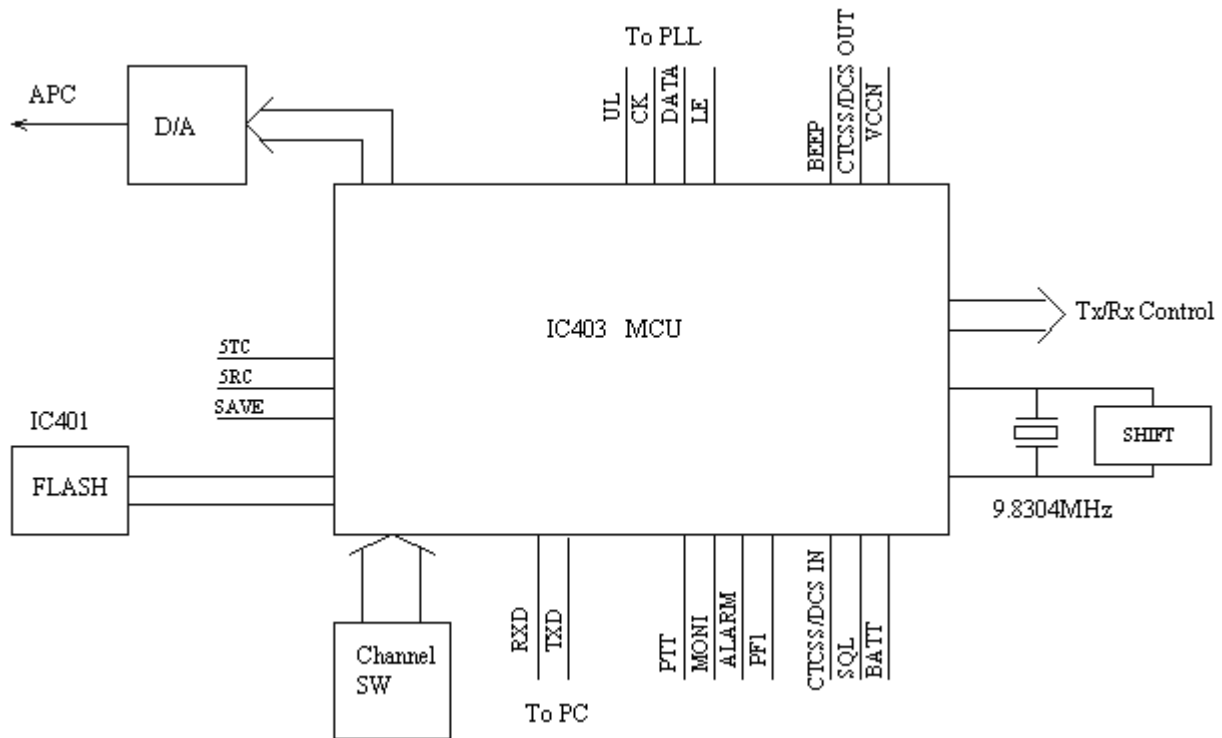 To PLL
UL
CK
DATA
LE
BEEP
CTCSS/DCS OUT
VCCN
APC
D/A
IC403 MCU
Tx/Rx Control
5TC
5RC
SAVE
IC401
FLASH
SHIFT
9.8304MHz
Channel
SW
RXD
TXD
To PC
PTT
MONI
ALARM
PF1
CTCSS/DCS IN
SQL
BATT